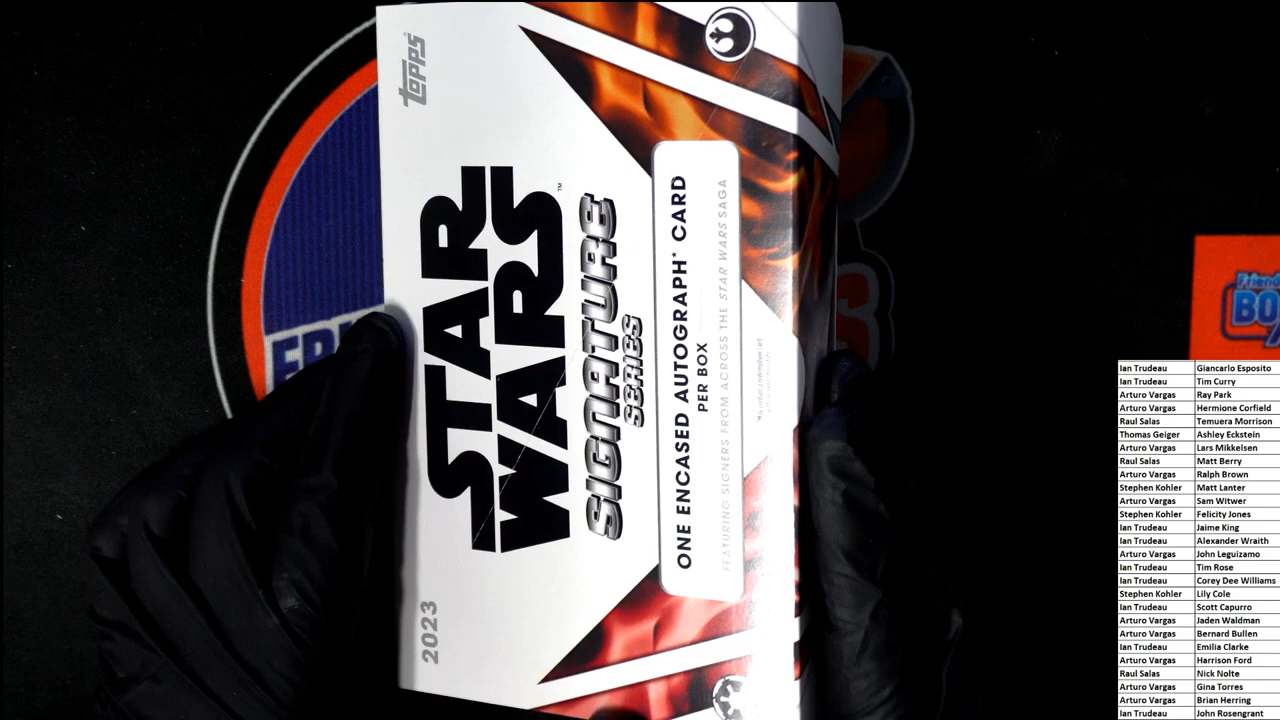 topps
2023
STAR
WARS™
SIGNATURE
SERIES
ONE ENCASED AUTOGRAPH* CARD
PER BOX
FEATURING SIGNERS FROM ACROSS THE STAR WARS SAGA
Ian Trudeau Giancarlo Esposito
Ian Trudeau Tim Curry
Arturo Vargas Ray Park
Arturo Vargas Hermione Corfield
Raul Salas Temuera Morrison
Thomas Geiger Ashley Eckstein
Arturo Vargas Lars Mikkelsen
Raul Salas Matt Berry
Arturo Vargas Ralph Brown
Stephen Kohler Matt Lanter
Arturo Vargas Sam Witwer
Stephen Kohler Felicity Jones
Ian Trudeau Jaime King
Ian Trudeau Alexander Wraith
Arturo Vargas John Leguizamo
Ian Trudeau Tim Rose
Ian Trudeau Corey Dee Williams
Stephen Kohler Lily Cole
Ian Trudeau Scott Capurro
Arturo Vargas Jaden Waldman
Arturo Vargas Bernard Bullen
Ian Trudeau Emilia Clarke
Arturo Vargas Harrison Ford
Raul Salas Nick Nolte
Arturo Vargas Gina Torres
Arturo Vargas Brian Herring
Ian Trudeau John Rosengrant